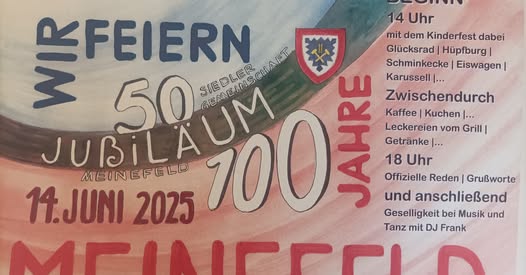 WIR FEIERN
50
SIEDLER
GEMEINSCHAFT
JUBILÄUM
MEINEFELD
100
JAHRE
14. JUNI 2025
MEINEFELD
BEGINN
14 Uhr
mit dem Kinderfest dabei
Glücksrad | Hüpfburg |
Schminkecke | Eiswagen |
Karussell |...
Zwischendurch
Kaffee | Kuchen |...
Leckereien vom Grill |
Getränke |...
18 Uhr
Offizielle Reden | Grußworte
und anschließend
Geselligkeit bei Musik und
Tanz mit DJ Frank